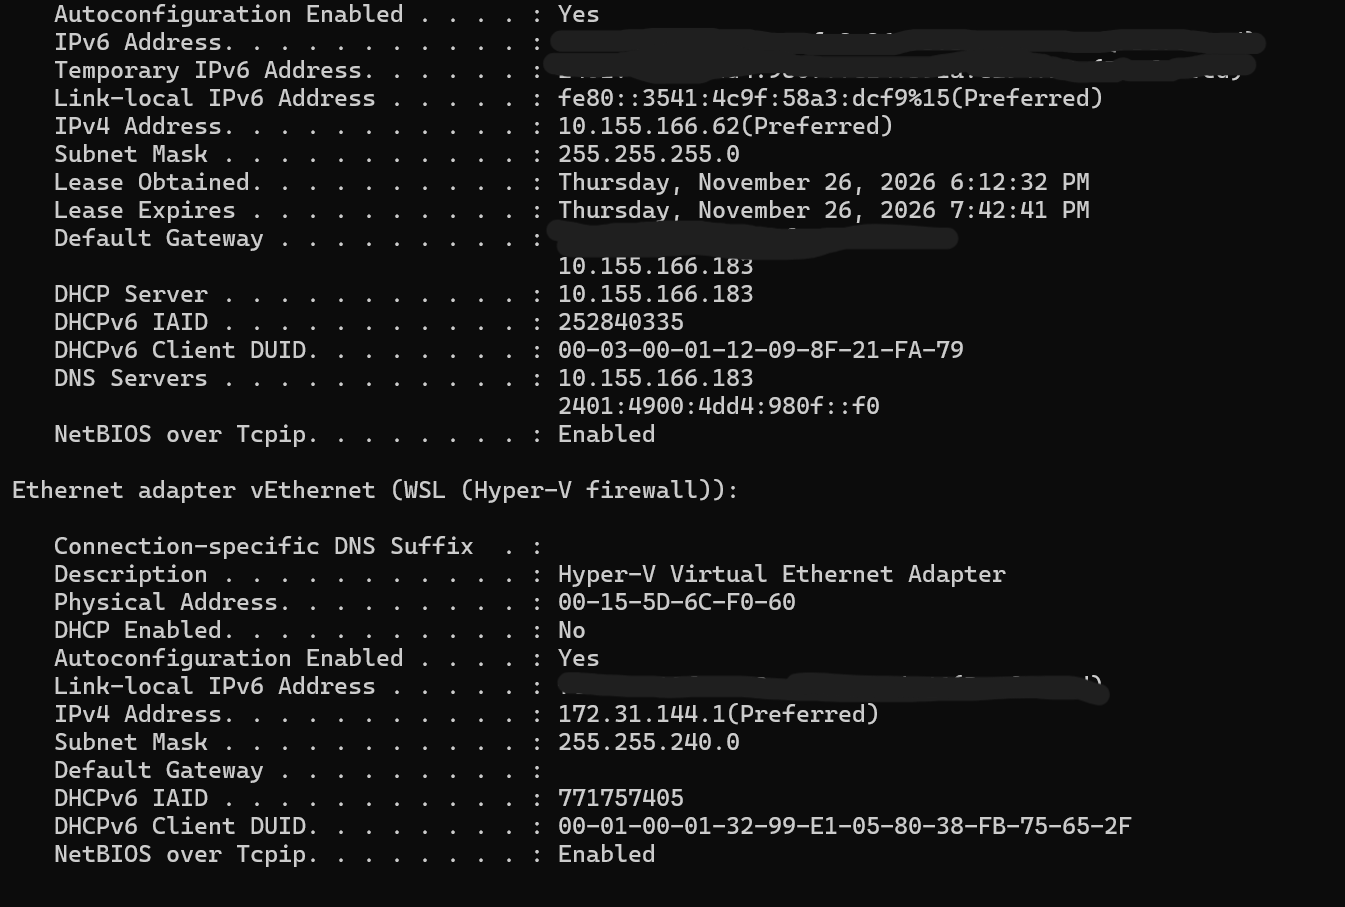 Autoconfiguration Enabled . . . . : Yes
IPv6 Address. . . . . . . . . . . :
Temporary IPv6 Address. . . . . . :
Link-local IPv6 Address . . . . . : fe80::3541:4c9f:58a3:dcf9%15(Preferred)
IPv4 Address. . . . . . . . . . . : 10.155.166.62(Preferred)
Subnet Mask . . . . . . . . . . . : 255.255.255.0
Lease Obtained. . . . . . . . . . : Thursday, November 26, 2026 6:12:32 PM
Lease Expires . . . . . . . . . . : Thursday, November 26, 2026 7:42:41 PM
Default Gateway . . . . . . . . . :
10.155.166.183
DHCP Server . . . . . . . . . . . : 10.155.166.183
DHCPv6 IAID . . . . . . . . . . . : 252840335
DHCPv6 Client DUID. . . . . . . . : 00-03-00-01-12-09-8F-21-FA-79
DNS Servers . . . . . . . . . . . : 10.155.166.183
2401:4900:4dd4:980f::f0
NetBIOS over Tcpip. . . . . . . . : Enabled
Ethernet adapter vEthernet (WSL (Hyper-V firewall)):
Connection-specific DNS Suffix  . :
Description . . . . . . . . . . . : Hyper-V Virtual Ethernet Adapter
Physical Address. . . . . . . . . : 00-15-5D-6C-F0-60
DHCP Enabled. . . . . . . . . . . : No
Autoconfiguration Enabled . . . . : Yes
Link-local IPv6 Address . . . . . :
IPv4 Address. . . . . . . . . . . : 172.31.144.1(Preferred)
Subnet Mask . . . . . . . . . . . : 255.255.240.0
Default Gateway . . . . . . . . . :
DHCPv6 IAID . . . . . . . . . . . : 771757405
DHCPv6 Client DUID. . . . . . . . : 00-01-00-01-32-99-E1-05-80-38-FB-75-65-2F
NetBIOS over Tcpip. . . . . . . . : Enabled